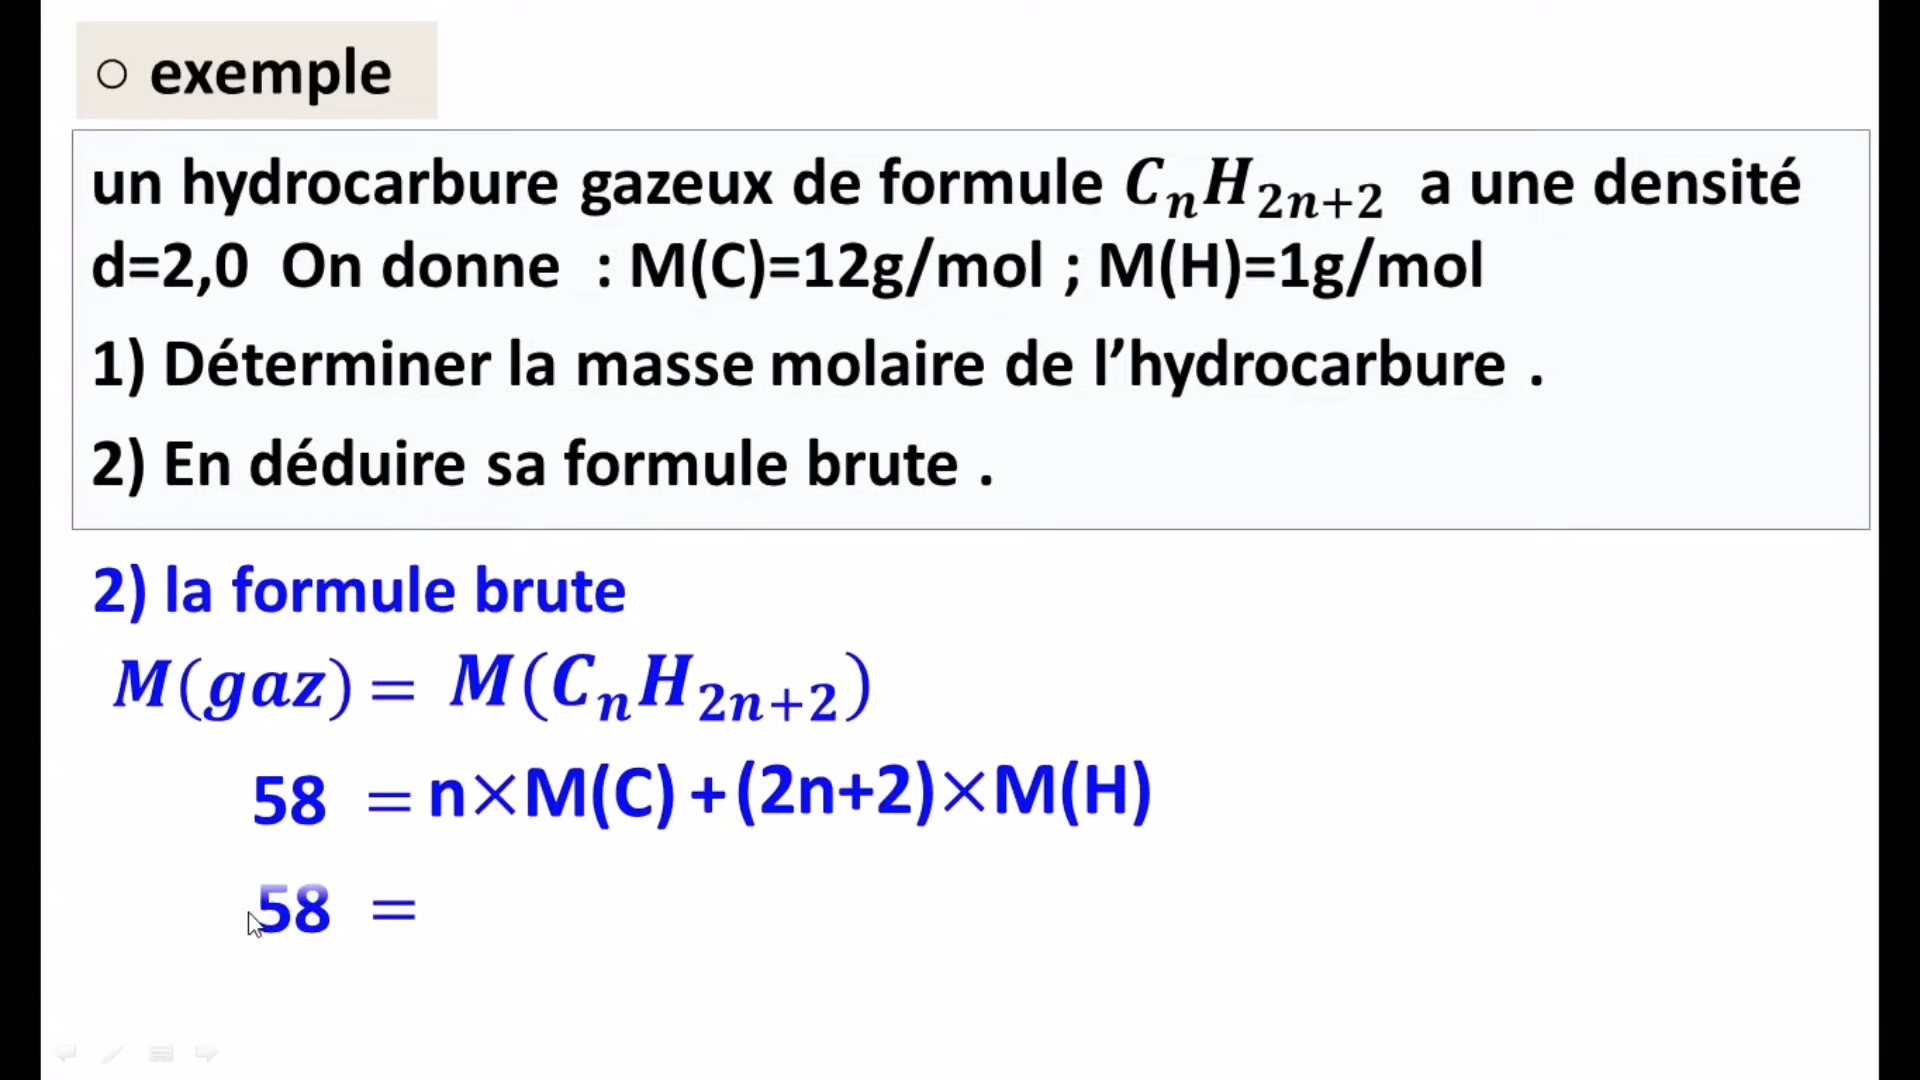 ○ exemple
un hydrocarbure gazeux de formule CₙH₂ₙ₊₂ a une densité
d=2,0 On donne : M(C)=12g/mol ; M(H)=1g/mol
1) Déterminer la masse molaire de l’hydrocarbure .
2) En déduire sa formule brute .
2) la formule brute
M(gaz) = M(CₙH₂ₙ₊₂)
58 = n×M(C) + (2n+2)×M(H)
58 =